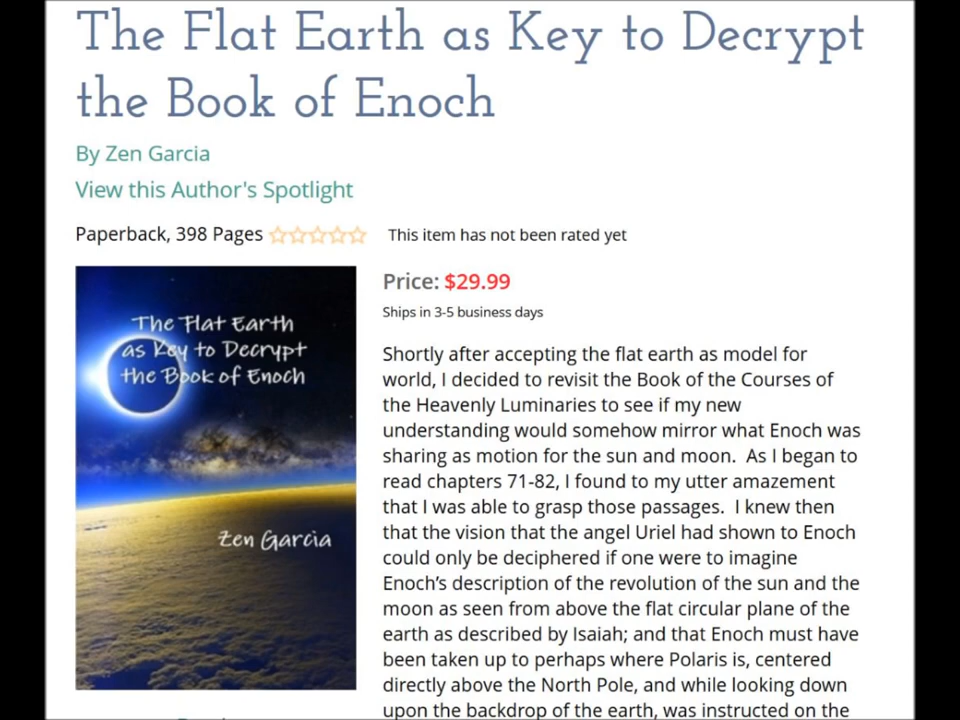 The Flat Earth as Key to Decrypt
the Book of Enoch
By Zen Garcia
View this Author's Spotlight
Paperback, 398 Pages This item has not been rated yet
The Flat Earth
as Key to Decrypt
the Book of Enoch
Zen Garcia
Price: $29.99
Ships in 3-5 business days
Shortly after accepting the flat earth as model for
world, I decided to revisit the Book of the Courses of
the Heavenly Luminaries to see if my new
understanding would somehow mirror what Enoch was
sharing as motion for the sun and moon.  As I began to
read chapters 71-82, I found to my utter amazement
that I was able to grasp those passages.  I knew then
that the vision that the angel Uriel had shown to Enoch
could only be deciphered if one were to imagine
Enoch’s description of the revolution of the sun and the
moon as seen from above the flat circular plane of the
earth as described by Isaiah; and that Enoch must have
been taken up to perhaps where Polaris is, centered
directly above the North Pole, and while looking down
upon the backdrop of the earth, was instructed on the